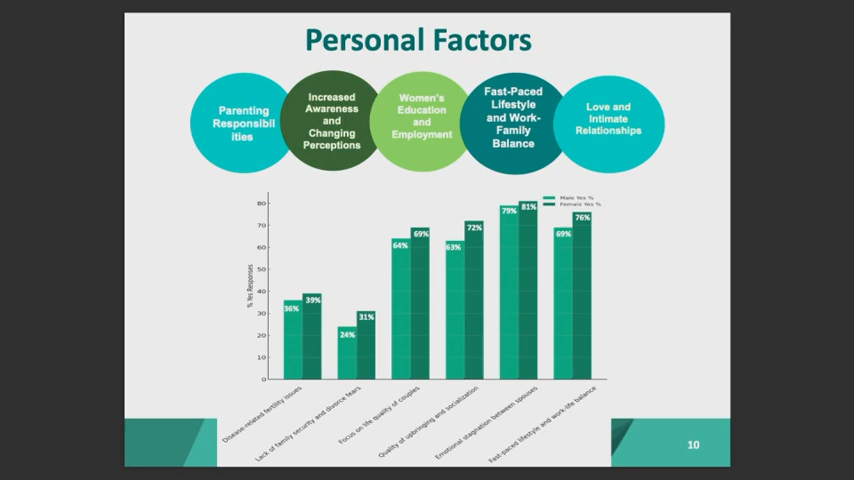 Personal Factors
Parenting
Responsibil
ities
Increased
Awareness
and
Changing
Perceptions
Women's
Education
and
Employment
Fast-Paced
Lifestyle
and Work-
Family
Balance
Love and
Intimate
Relationships
Male Yes %
Female Yes %
% Yes Responses
80
70
60
50
40
30
20
10
0
36%
39%
24%
31%
64%
69%
63%
72%
79%
81%
69%
76%
Disease-related fertility issues
Lack of family security and divorce fears
Focus on life quality of couples
Quality of upbringing and socialization
Emotional stagnation between spouses
Fast-paced lifestyle and work-life balance
10